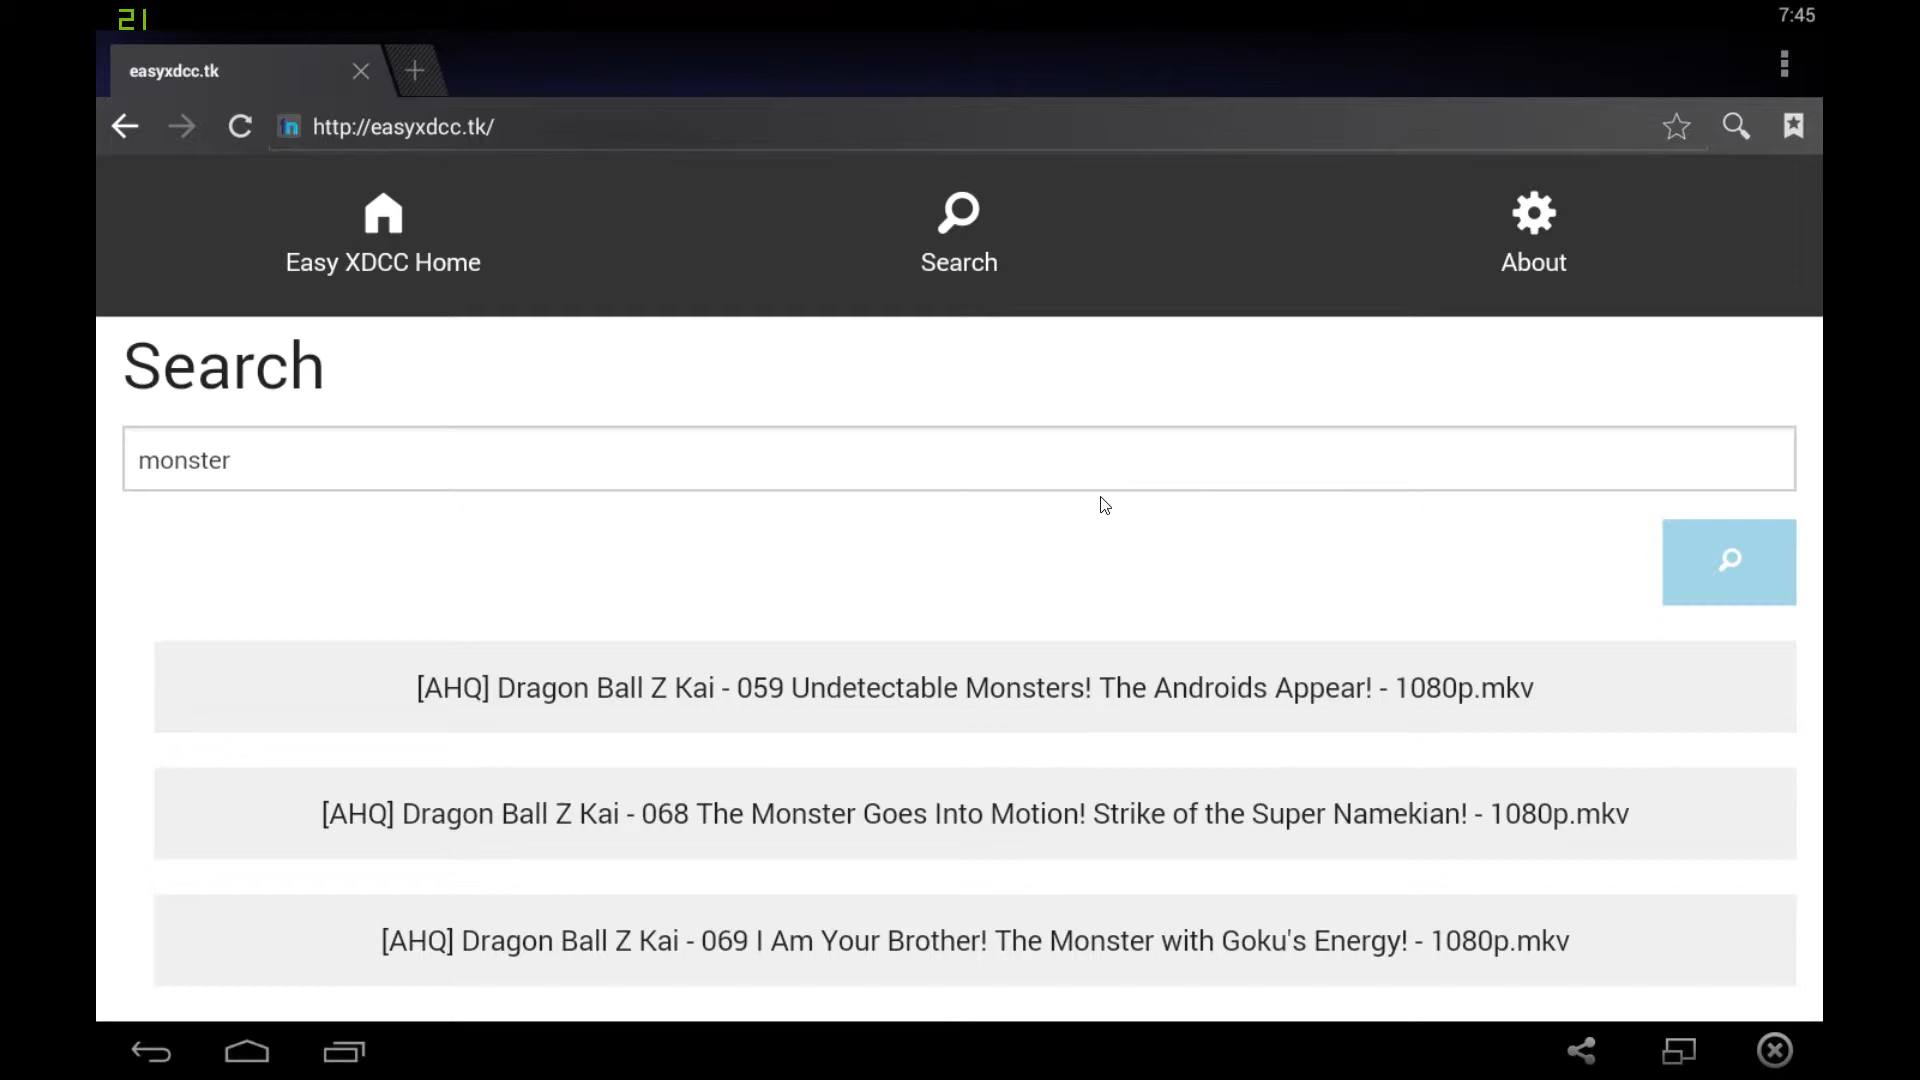 21
7:45
easyxdcc.tk
http://easyxdcc.tk/
Easy XDCC Home
Search
About
Search
monster
[AHQ] Dragon Ball Z Kai - 059 Undetectable Monsters! The Androids Appear! - 1080p.mkv
[AHQ] Dragon Ball Z Kai - 068 The Monster Goes Into Motion! Strike of the Super Namekian! - 1080p.mkv
[AHQ] Dragon Ball Z Kai - 069 I Am Your Brother! The Monster with Goku's Energy! - 1080p.mkv